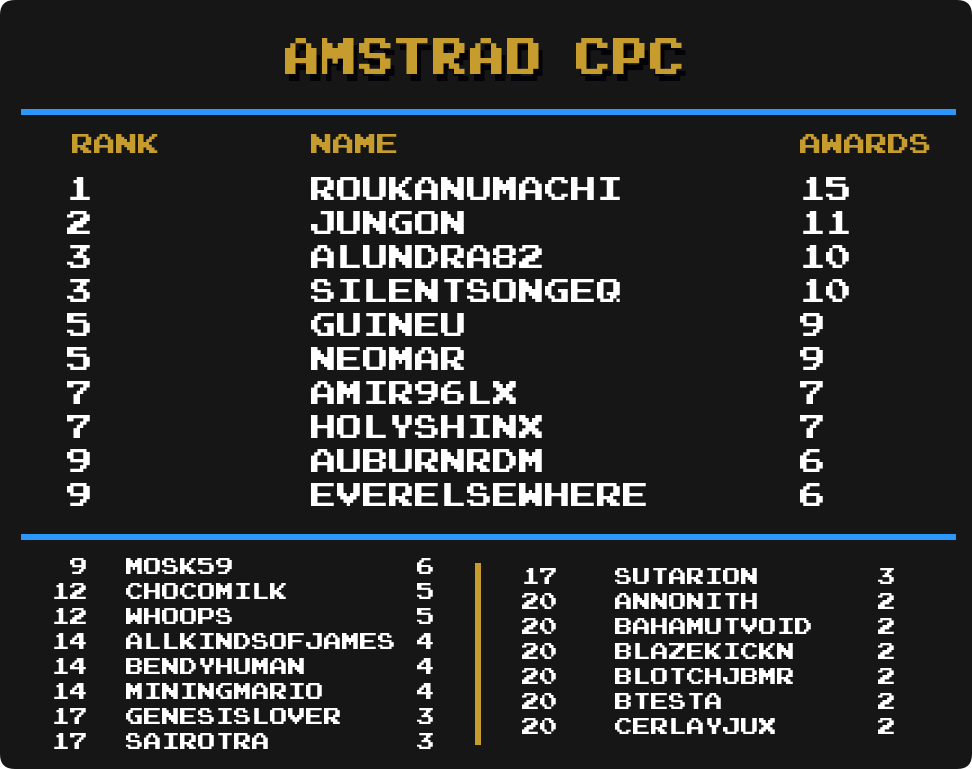 AMSTRAD CPC
RANK NAME AWARDS
1 ROUKANUMACHI 15
2 JUNGON 11
3 ALUNDRA82 10
3 SILENTSONGEQ 10
5 GUINEU 9
5 NEOMAR 9
7 AMIR96LX 7
7 HOLYSHINX 7
9 AUBURNRDM 6
9 EVERELSEWHERE 6
9 MOSK59 6
12 CHOCOMILK 5
12 WHOOPS 5
14 ALLKINDSOFJAMES 4
14 BENDYHUMAN 4
14 MININGMARIO 4
17 GENESISLOVER 3
17 SAIROTRA 3
17 SUTARION 3
20 ANNONITH 2
20 BAHAMUTVOID 2
20 BLAZEKICKN 2
20 BLOTCHJBMR 2
20 BTESTA 2
20 CERLAYJUX 2